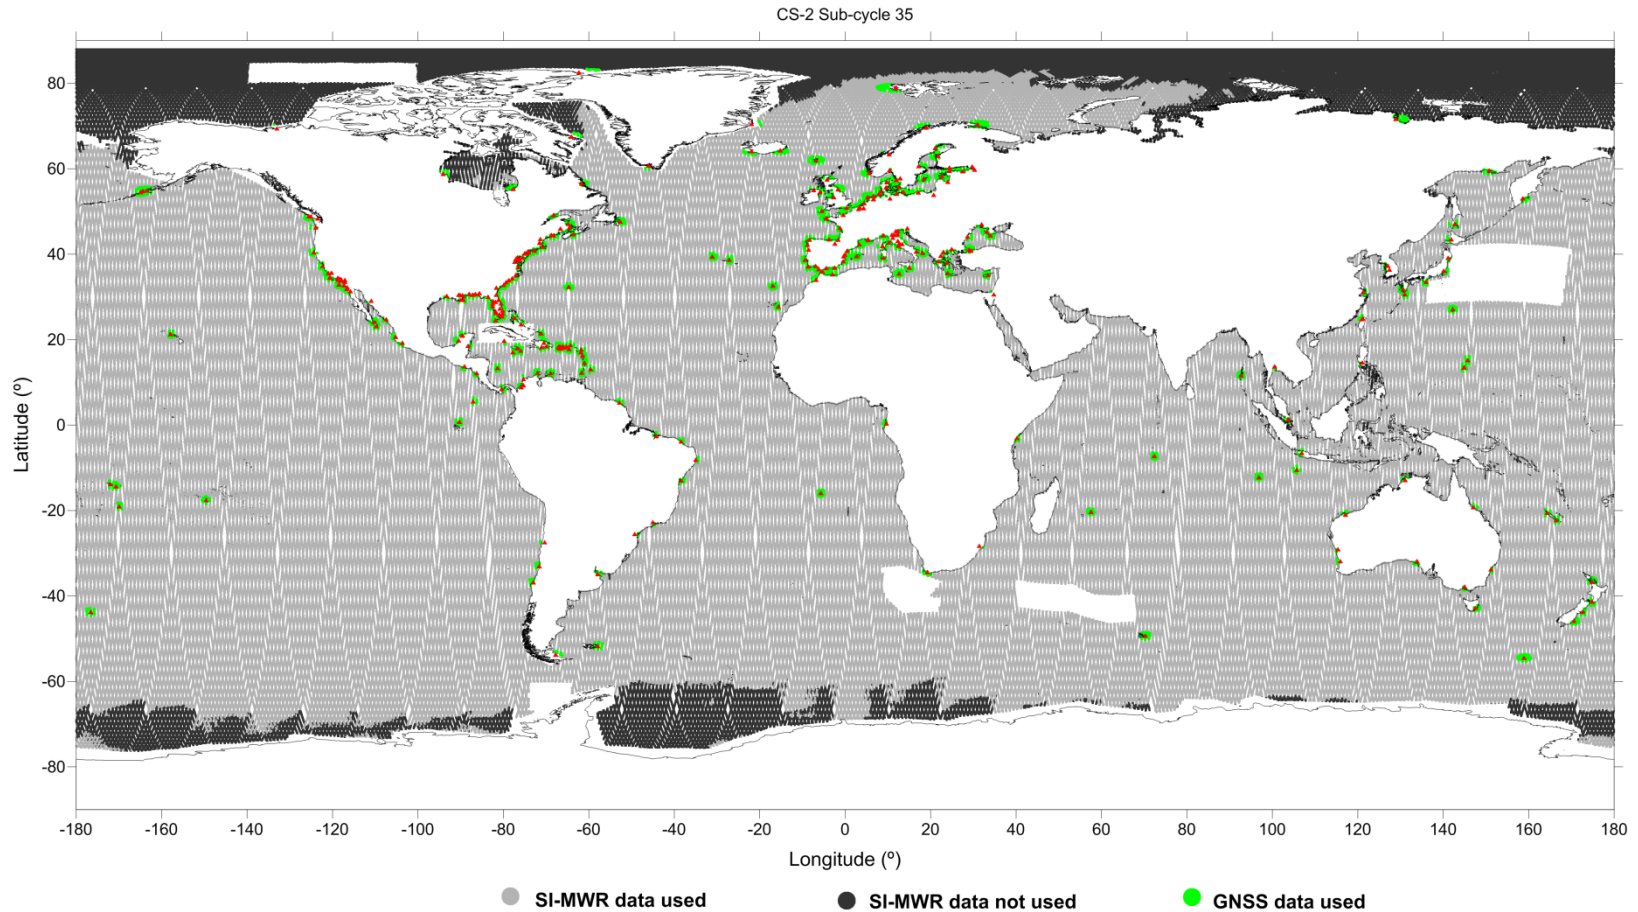 CS-2 Sub-cycle 35
80
60
40
20
0
-20
-40
-60
-80
Latitude (º)
-180 -160 -140 -120 -100 -80 -60 -40 -20 0 20 40 60 80 100 120 140 160 180
Longitude (º)
SI-MWR data used SI-MWR data not used GNSS data used